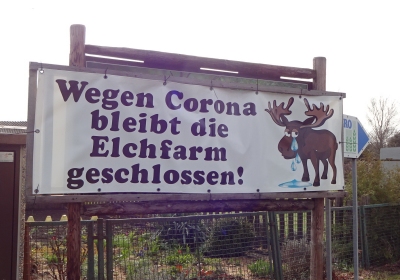 Wegen Corona
bleibt die
Elchfarm
geschlossen!